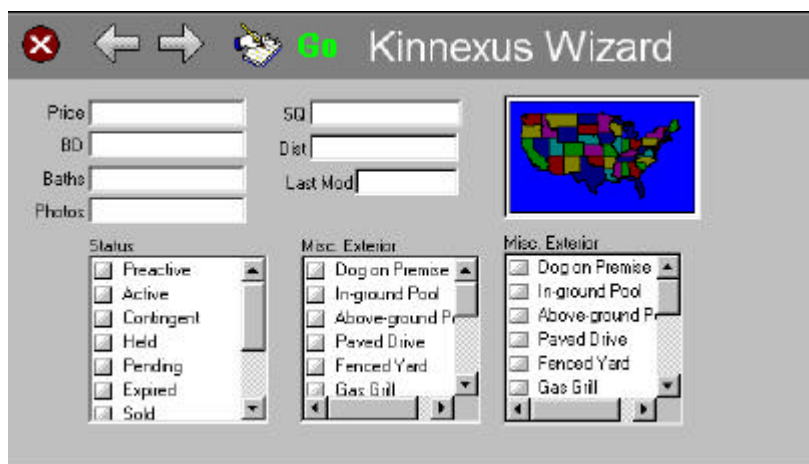 Go Kinnexus Wizard
Price SQ
BD Dist
Baths Last Mod
Photos
Status Misc. Exterior Misc. Exterior
Preactive Dog on Premise Dog on Premise
Active In-ground Pool In-ground Pool
Contingent Above-ground P Above-ground P
Held Paved Drive Paved Drive
Pending Fenced Yard Fenced Yard
Expired Gas Grill Gas Grill
Sold